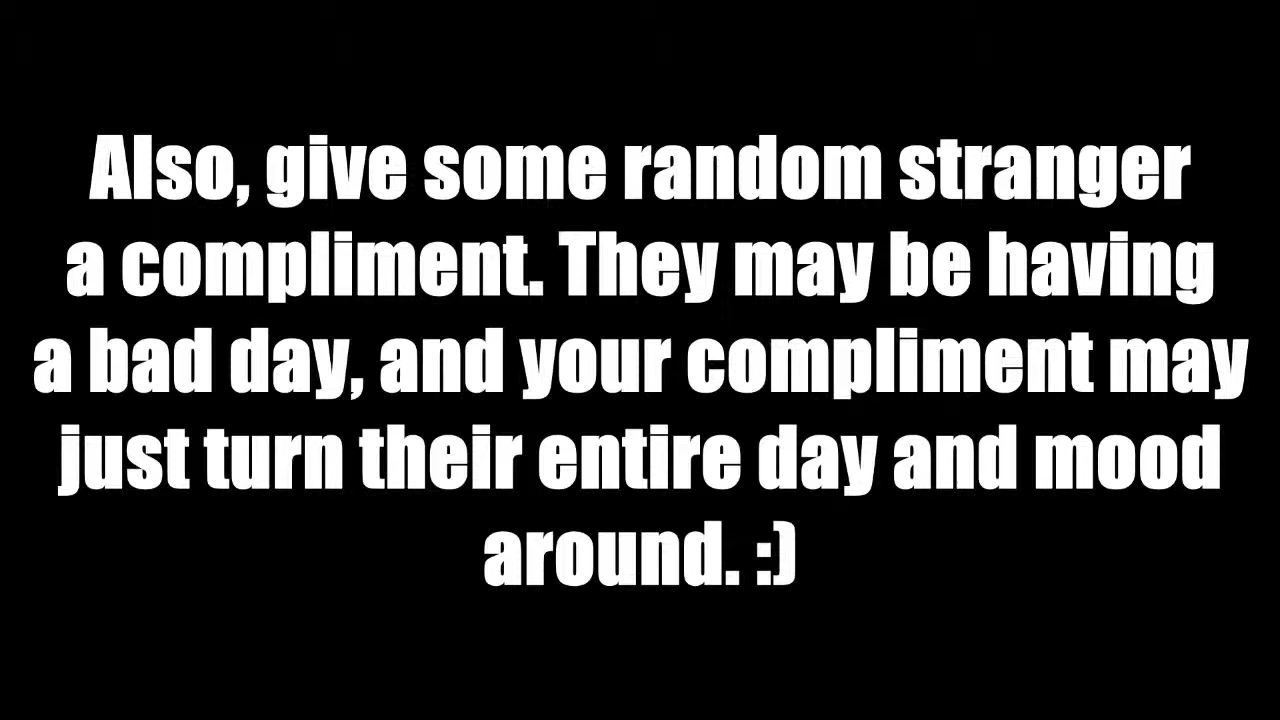 Also, give some random stranger
a compliment. They may be having
a bad day, and your compliment may
just turn their entire day and mood
around. :)